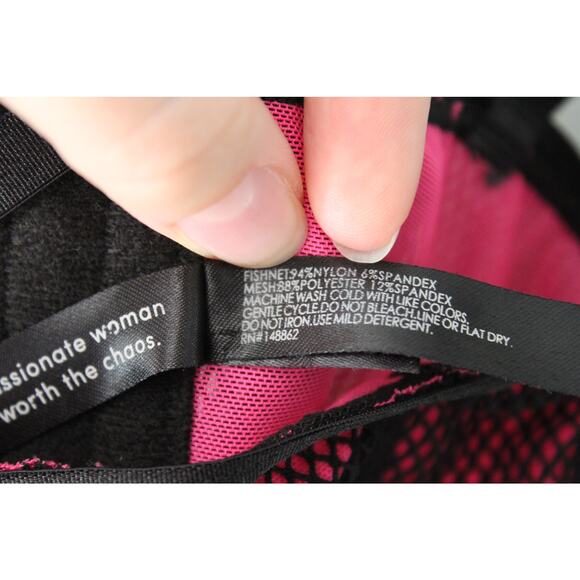 ssionate woman
worth the chaos.
FISHNET:94%NYLON 6%SPANDEX
MESH:88%POLYESTER 12%SPANDEX
MACHINE WASH COLD WITH LIKE COLORS.
GENTLE CYCLE.DO NOT BLEACH.LINE OR FLAT DRY.
DO NOT IRON.USE MILD DETERGENT.
RN#148862